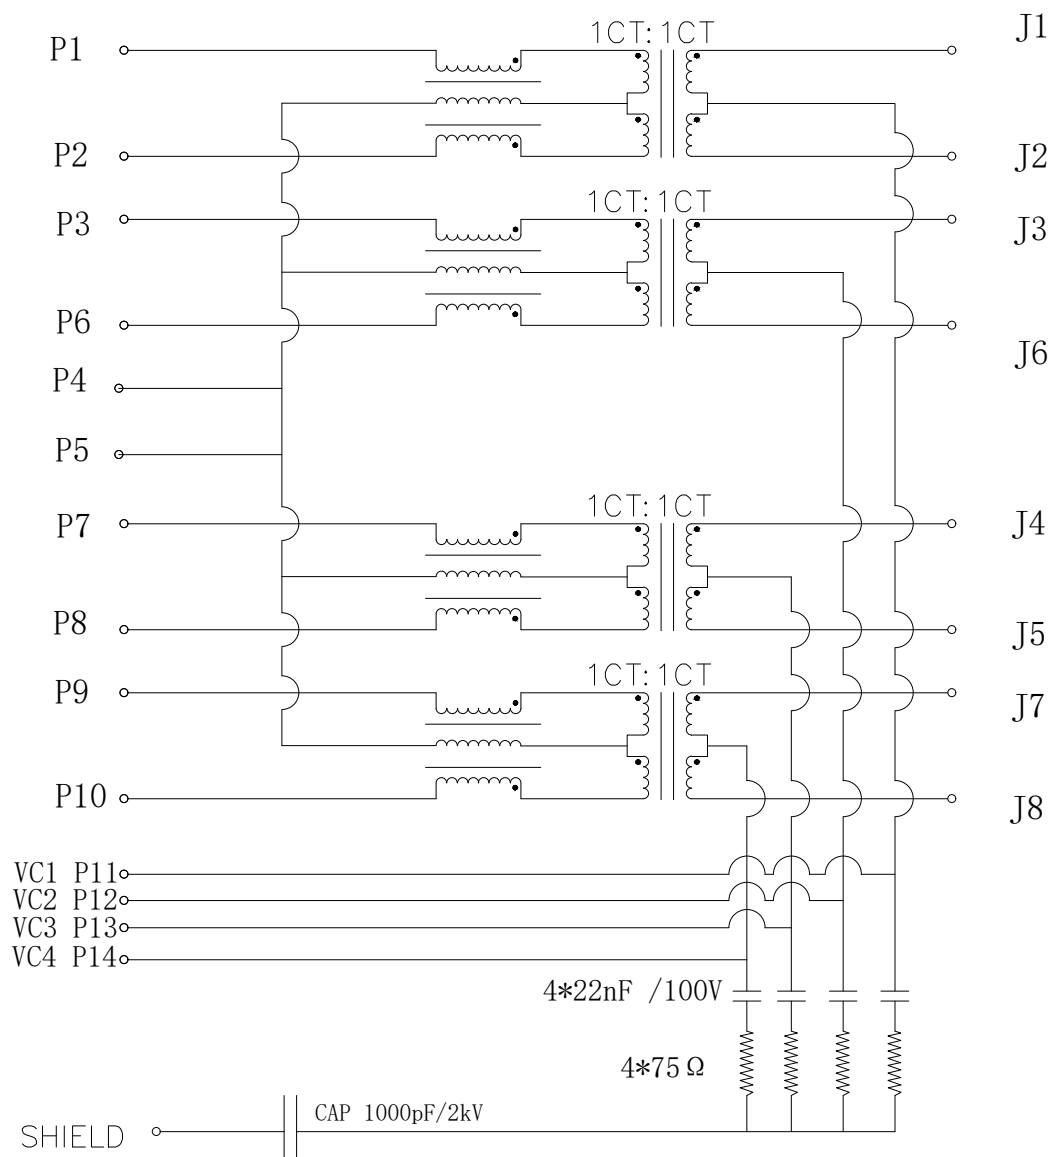 J1
1CT:1CT
P1
P2
J2
1CT:1CT
P3
J3
P6
J6
P4
P5
1CT:1CT
P7
J4
P8
J5
1CT:1CT
P9
J7
P10
J8
VC1 P11
VC2 P12
VC3 P13
VC4 P14
4*22nF /100V
4*75Ω
CAP 1000pF/2kV
SHIELD